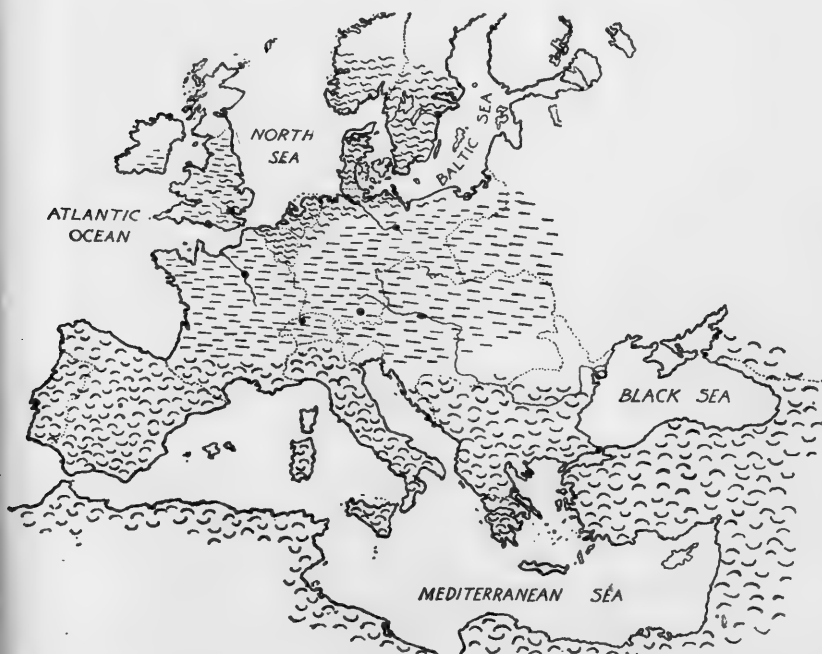 NORTH
SEA
BALTIC SEA
ATLANTIC
OCEAN
BLACK SEA
MEDITERRANEAN SEA